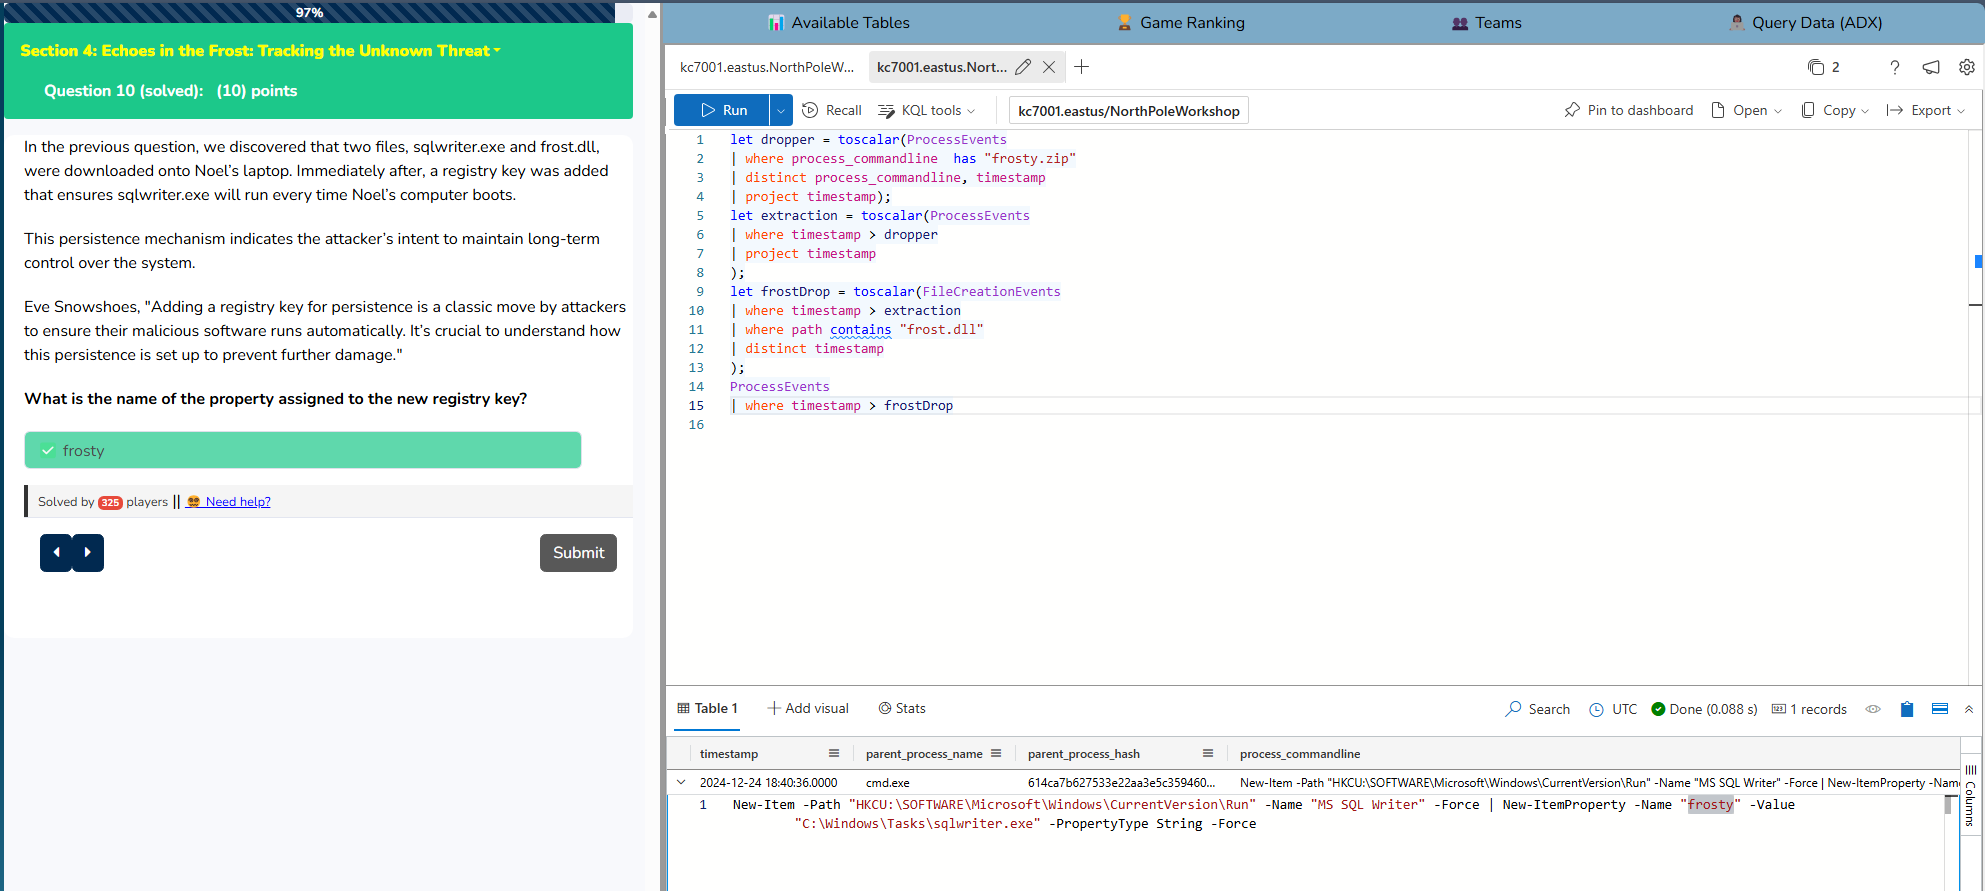 97%
Section 4: Echoes in the Frost: Tracking the Unknown Threat
Question 10 (solved): (10) points
In the previous question, we discovered that two files, sqlwriter.exe and frost.dll,
were downloaded onto Noel's laptop. Immediately after, a registry key was added
that ensures sqlwriter.exe will run every time Noel's computer boots.
This persistence mechanism indicates the attacker's intent to maintain long-term
control over the system.
Eve Snowshoes, "Adding a registry key for persistence is a classic move by attackers
to ensure their malicious software runs automatically. It's crucial to understand how
this persistence is set up to prevent further damage."
What is the name of the property assigned to the new registry key?
frosty
Solved by 325 players || Need help?
Submit
Available Tables
Game Ranking
Teams
Query Data (ADX)
kc7001.eastus.NorthPoleW...
kc7001.eastus.Nort...
2
?
Run
Recall
KQL tools
kc7001.eastus/NorthPoleWorkshop
Pin to dashboard
Open
Copy
Export
1 let dropper = toscalar(ProcessEvents
2 | where process_commandline  has "frosty.zip"
3 | distinct process_commandline, timestamp
4 | project timestamp);
5 let extraction = toscalar(ProcessEvents
6 | where timestamp > dropper
7 | project timestamp
8 );
9 let frostDrop = toscalar(FileCreationEvents
10 | where timestamp > extraction
11 | where path contains "frost.dll"
12 | distinct timestamp
13 );
14 ProcessEvents
15 | where timestamp > frostDrop
16
Table 1
Add visual
Stats
Search
UTC
Done (0.088 s)
1 records
timestamp parent_process_name parent_process_hash process_commandline
2024-12-24 18:40:36.0000 cmd.exe 614ca7b627533e22aa3e5c359460... New-Item -Path "HKCU:\SOFTWARE\Microsoft\Windows\CurrentVersion\Run" -Name "MS SQL Writer" -Force | New-ItemProperty -Nam
1 New-Item -Path "HKCU:\SOFTWARE\Microsoft\Windows\CurrentVersion\Run" -Name "MS SQL Writer" -Force | New-ItemProperty -Name "frosty" -Value
"C:\Windows\Tasks\sqlwriter.exe" -PropertyType String -Force
Columns